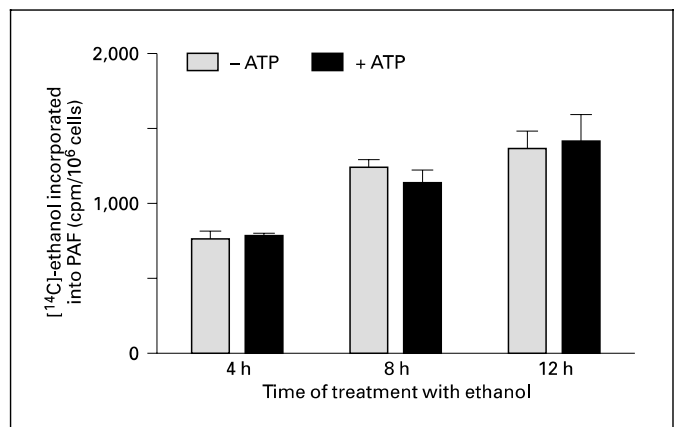 2,000
– ATP
+ ATP
[¹⁴C]-ethanol incorporated
into PAF (cpm/10⁶ cells)
1,000
0
4 h
8 h
12 h
Time of treatment with ethanol